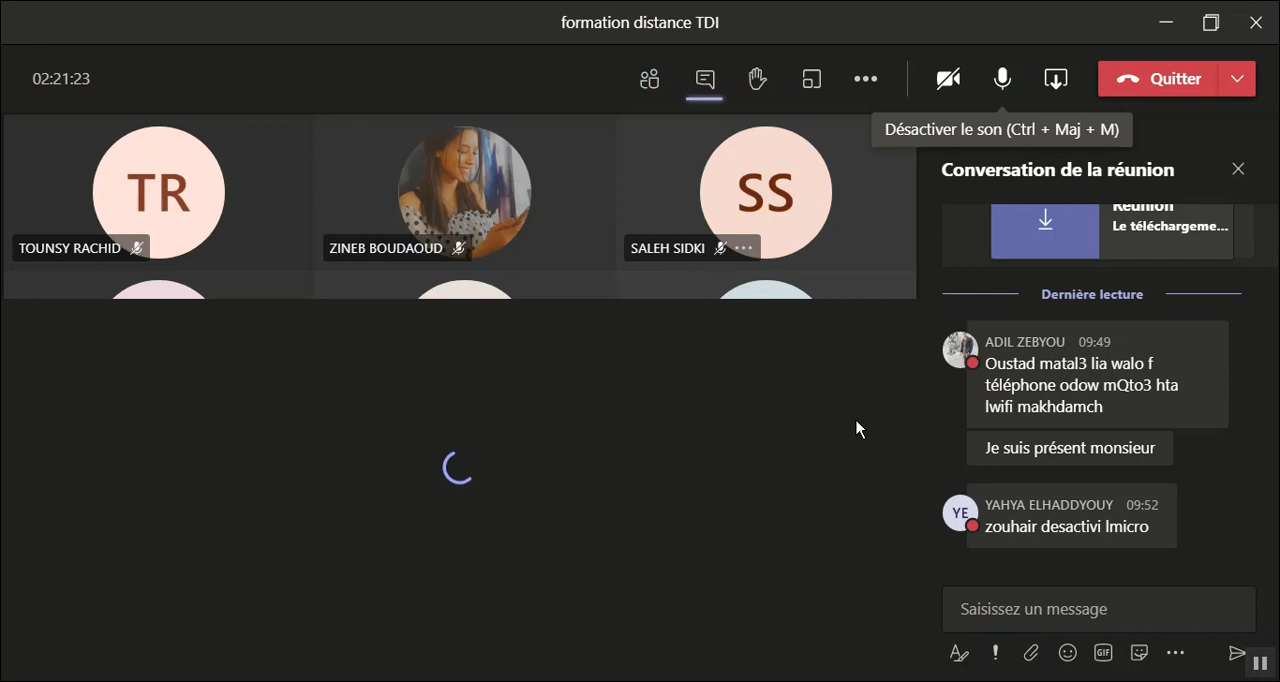 formation distance TDI
02:21:23
Quitter
Désactiver le son (Ctrl + Maj + M)
TR
TOUNSY RACHID
ZINEB BOUDAOUD
SS
SALEH SIDKI
Conversation de la réunion
Réunion
Le téléchargeme...
Dernière lecture
ADIL ZEBYOU 09:49
Oustad matal3 lia walo f
téléphone odow mQto3 hta
lwifi makhdamch
Je suis présent monsieur
YE
YAHYA ELHADDYOUY 09:52
zouhair desactivi lmicro
Saisissez un message
GIF